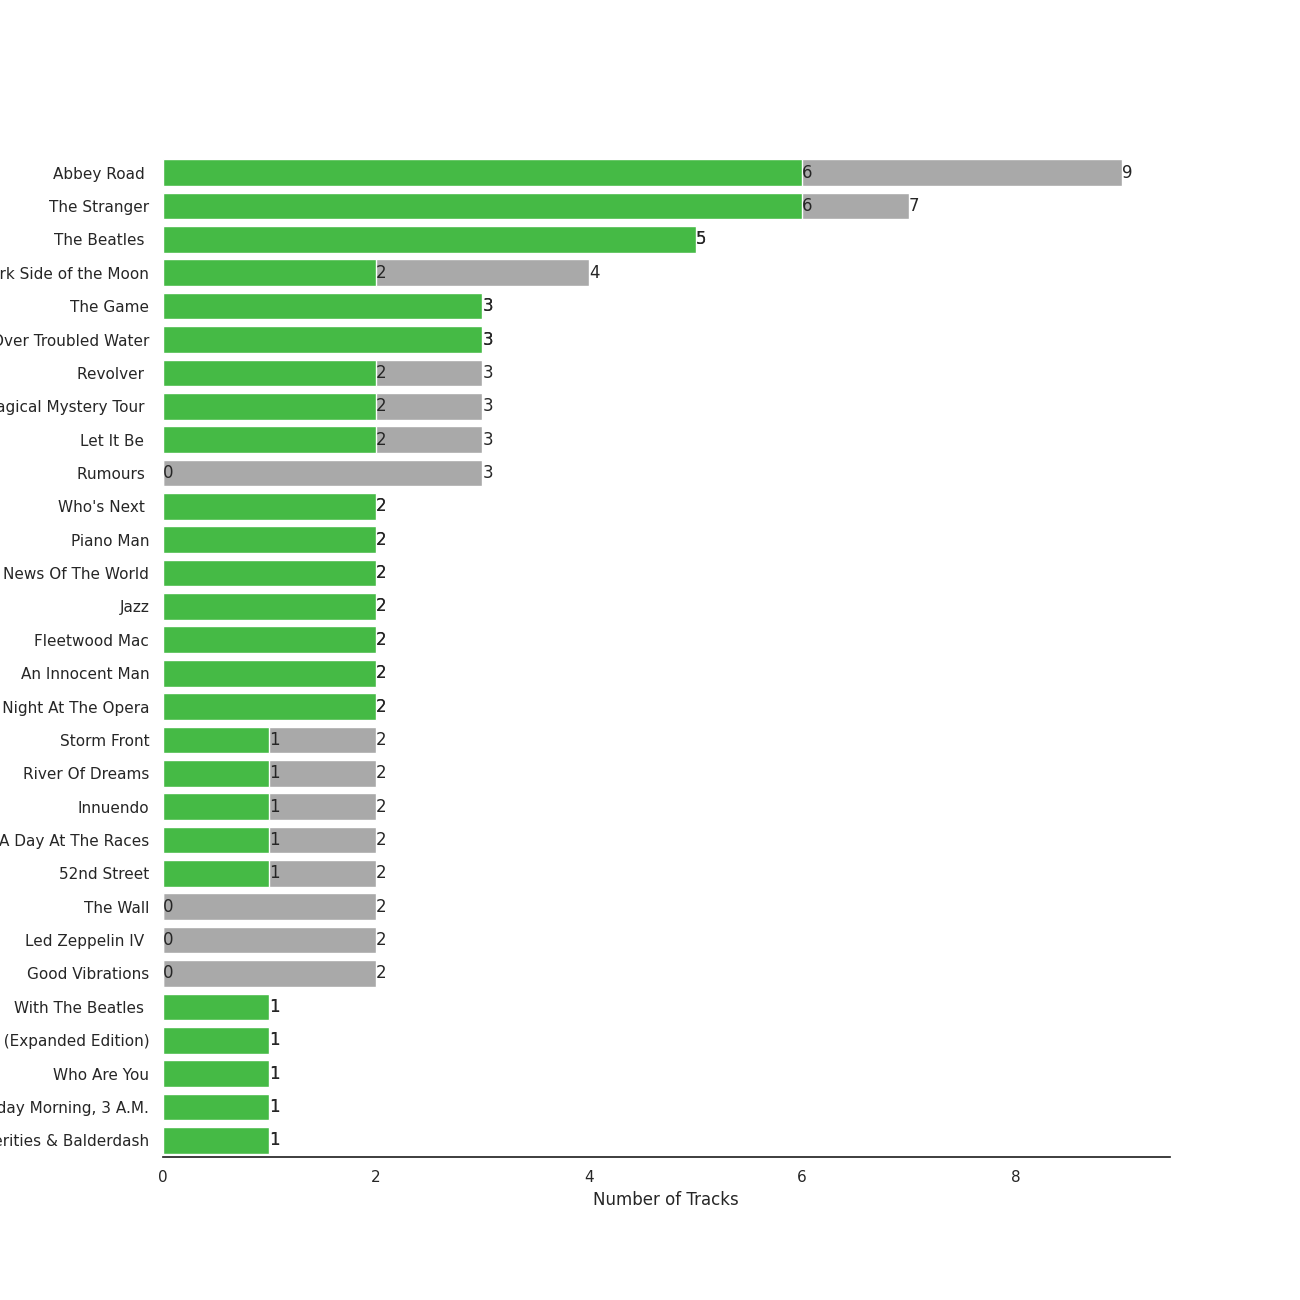 Abbey Road 6 9
The Stranger 6 7
The Beatles 5
Side of the Moon 2 4
The Game 3
Over Troubled Water 3
Revolver 2 3
Mystery Tour 2 3
Let It Be 2 3
Rumours 0 3
Who's Next 2
Piano Man 2
News Of The World 2
Jazz 2
Fleetwood Mac 2
An Innocent Man 2
Night At The Opera 2
Storm Front 1 2
River Of Dreams 1 2
Innuendo 1 2
A Day At The Races 1 2
52nd Street 1 2
The Wall 0 2
Led Zeppelin IV 0 2
Good Vibrations 0 2
With The Beatles 1
(Expanded Edition) 1
Who Are You 1
Morning, 3 A.M. 1
& Balderdash 1
0 2 4 6 8
Number of Tracks